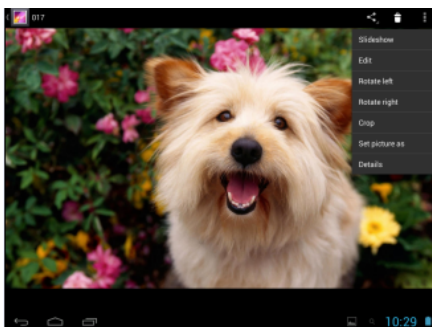 017
Slideshow
Edit
Rotate left
Rotate right
Crop
Set picture as
Details
10:29